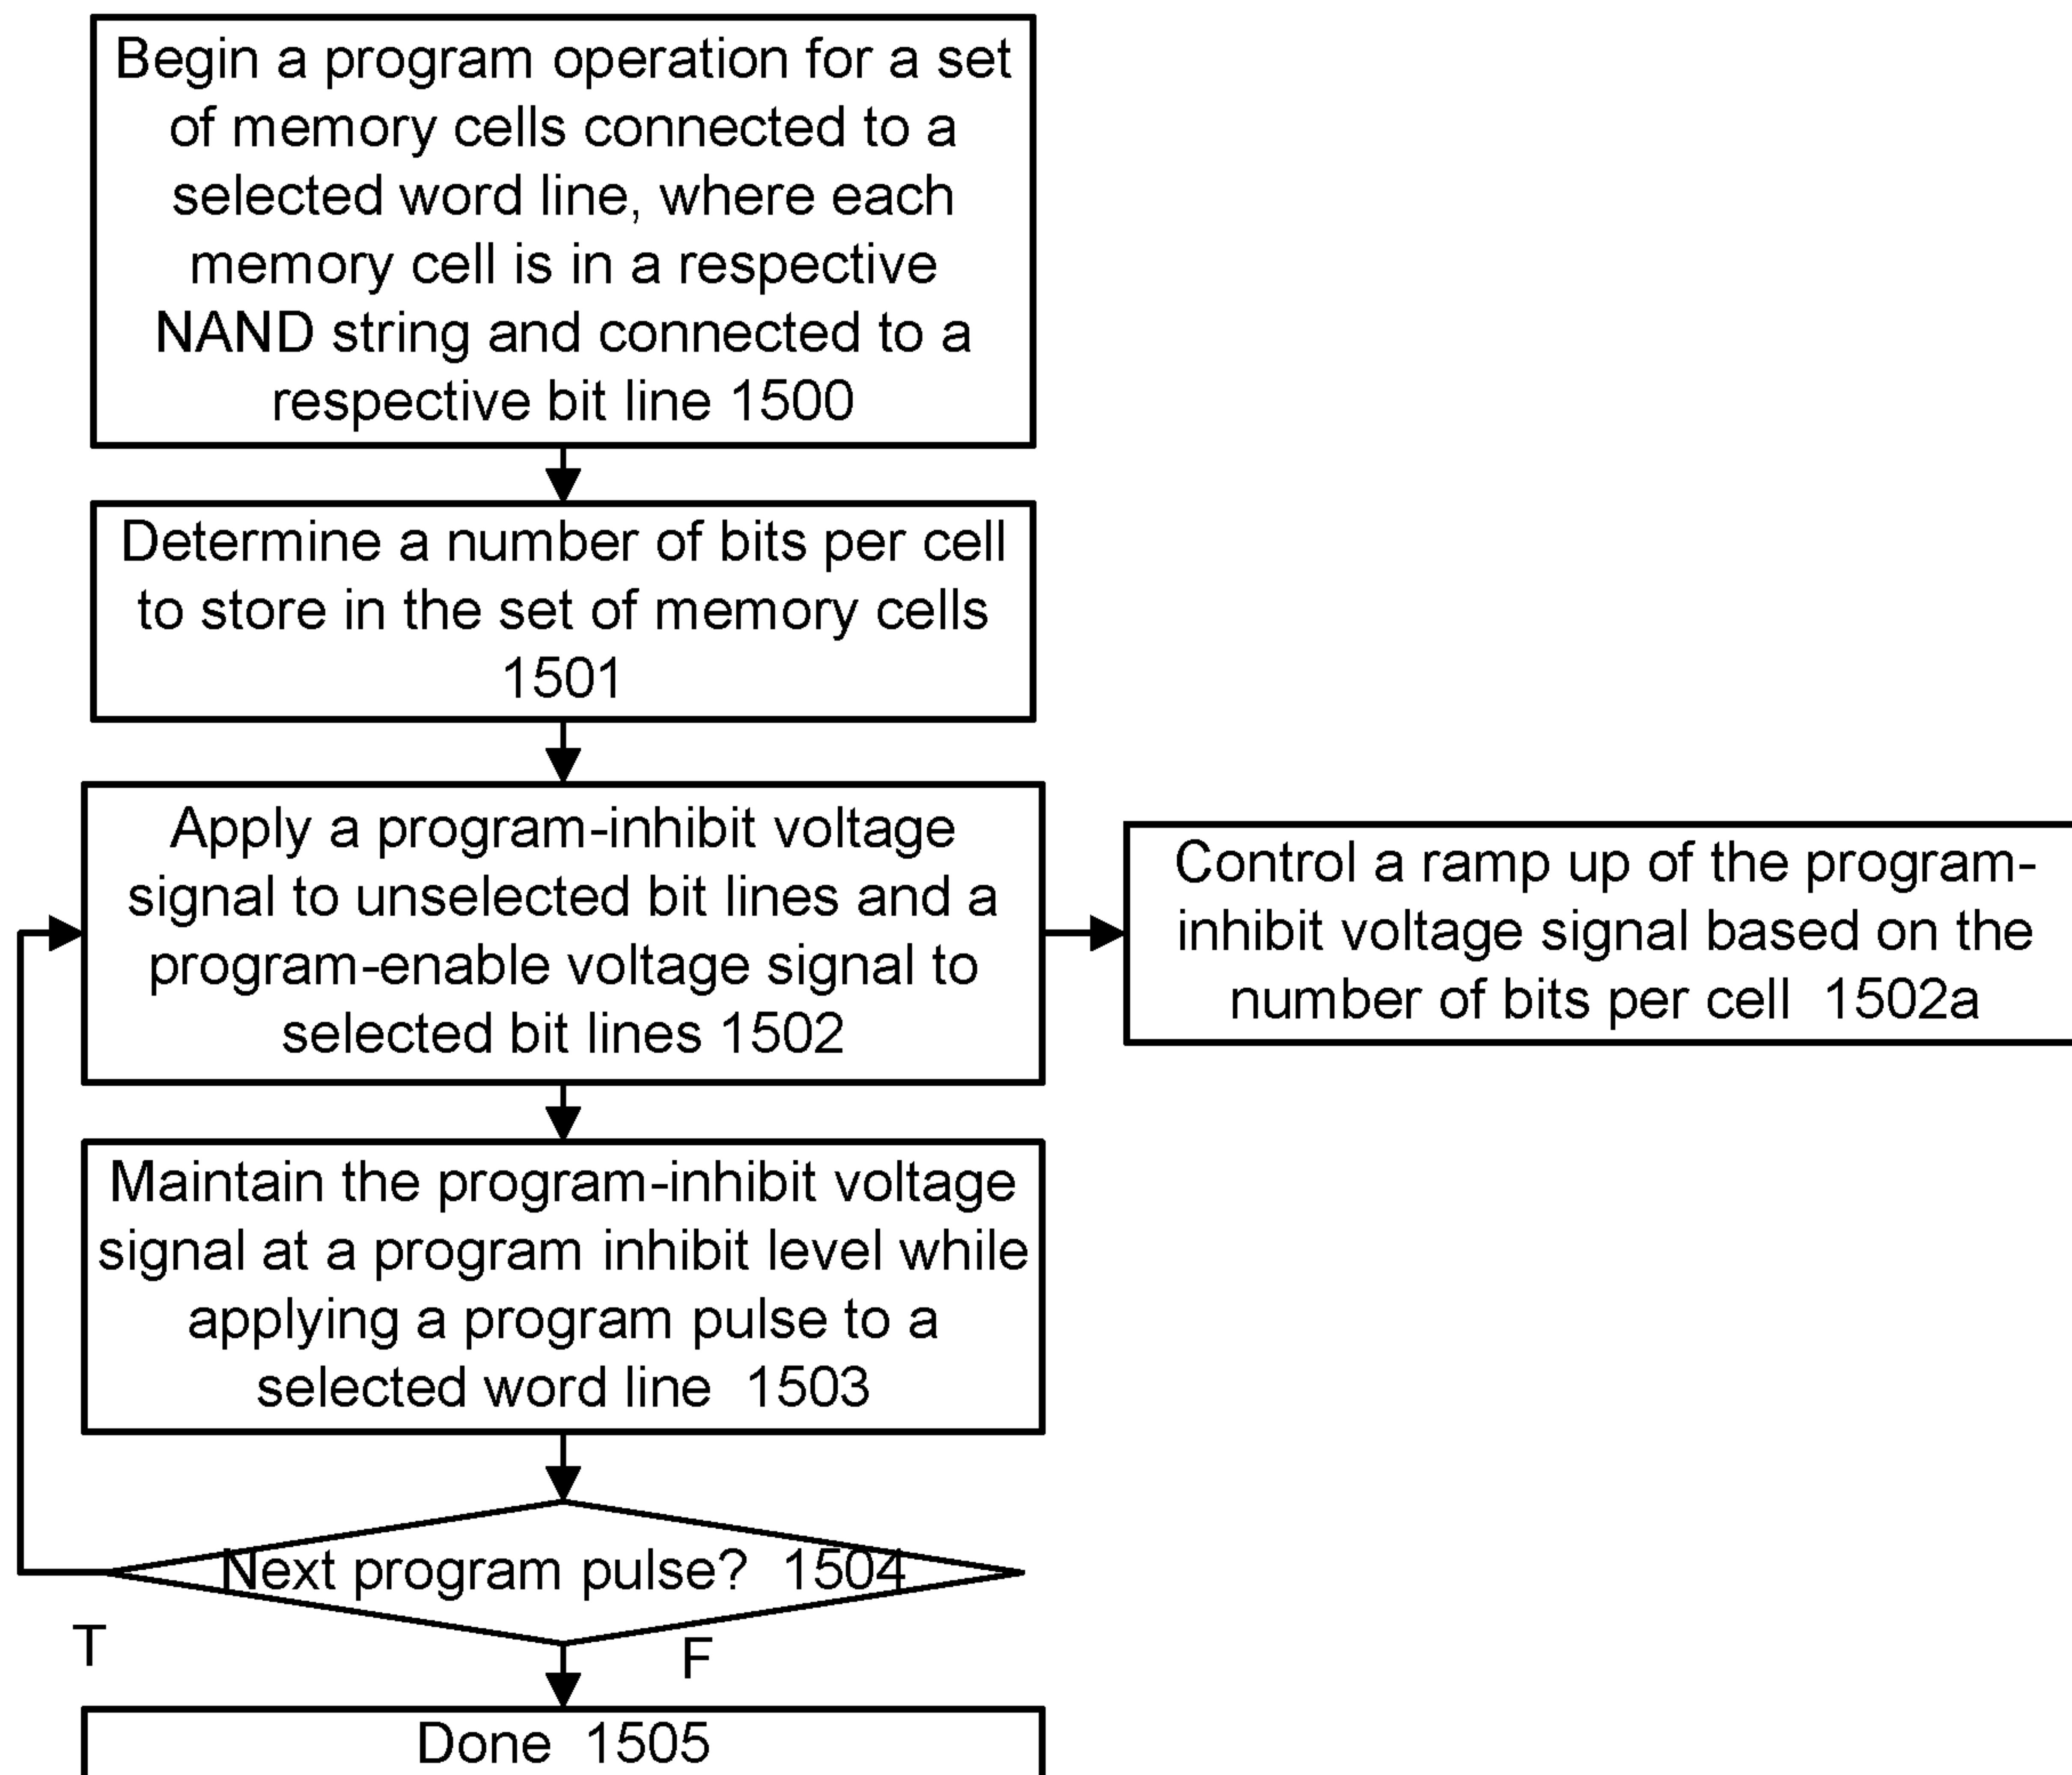 Begin a program operation for a set
of memory cells connected to a
selected word line, where each
memory cell is in a respective
NAND string and connected to a
respective bit line 1500
Determine a number of bits per cell
to store in the set of memory cells
1501
Apply a program-inhibit voltage
signal to unselected bit lines and a
program-enable voltage signal to
selected bit lines 1502
Control a ramp up of the program-
inhibit voltage signal based on the
number of bits per cell 1502a
Maintain the program-inhibit voltage
signal at a program inhibit level while
applying a program pulse to a
selected word line 1503
Next program pulse? 1504
T
F
Done 1505